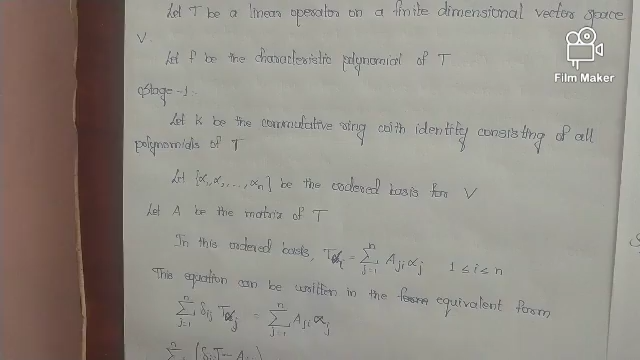 Let T be a linear operator on a finite dimensional vector space
V.
Let f be the characteristic polynomial of T
Stage -1.
Let K be the commutative ring with identity consisting of all
polynomials of T
Let {α, α, ..., αn} be the ordered basis for V
Let A be the matrix of T
In this ordered basis, Tαi = Σ_{j=1}^{n} Aji αj 1 ≤ i ≤ n
This equation can be written in the form equivalent form
Σ_{j=1}^{n} δij Tαj = Σ_{j=1}^{n} Aji αj
Σ^{n} (δij T - Aji)
Film Maker